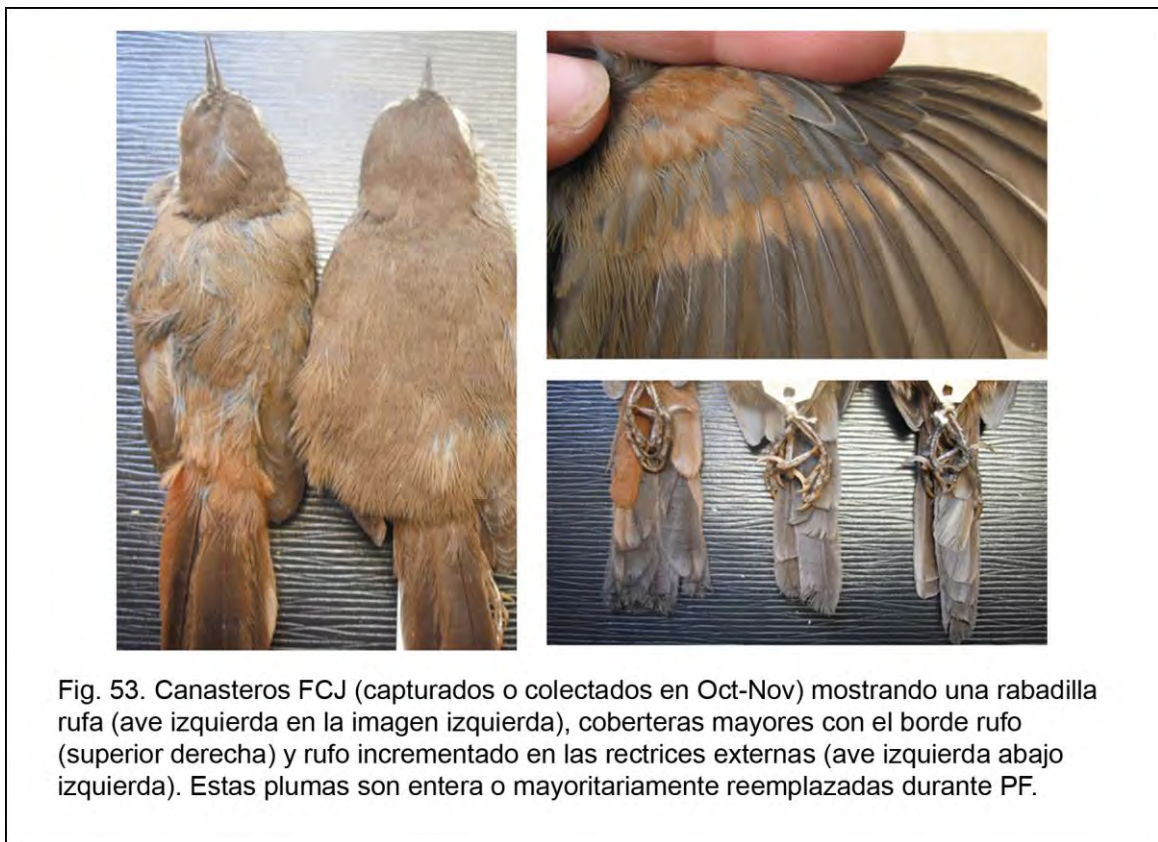 Fig. 53. Canasteros FCJ (capturados o colectados en Oct-Nov) mostrando una rabadilla
rufa (ave izquierda en la imagen izquierda), coberteras mayores con el borde rufo
(superior derecha) y rufo incrementado en las rectrices externas (ave izquierda abajo
izquierda). Estas plumas son entera o mayoritariamente reemplazadas durante PF.